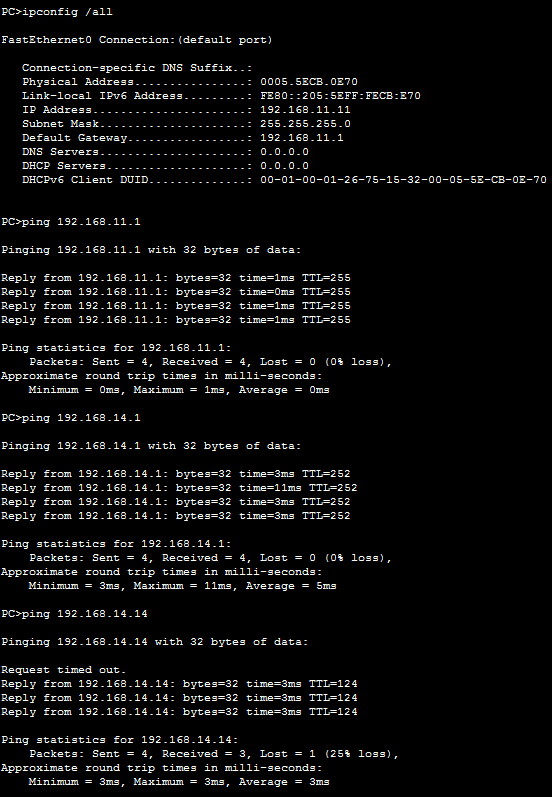 PC>ipconfig /all
FastEthernet0 Connection:(default port)
Connection-specific DNS Suffix..:
Physical Address................: 0005.5ECB.0E70
Link-local IPv6 Address.........: FE80::205:5EFF:FECB:E70
IP Address......................: 192.168.11.11
Subnet Mask.....................: 255.255.255.0
Default Gateway.................: 192.168.11.1
DNS Servers.....................: 0.0.0.0
DHCP Servers....................: 0.0.0.0
DHCPv6 Client DUID..............: 00-01-00-01-26-75-15-32-00-05-5E-CB-0E-70
PC>ping 192.168.11.1
Pinging 192.168.11.1 with 32 bytes of data:
Reply from 192.168.11.1: bytes=32 time=1ms TTL=255
Reply from 192.168.11.1: bytes=32 time=0ms TTL=255
Reply from 192.168.11.1: bytes=32 time=1ms TTL=255
Reply from 192.168.11.1: bytes=32 time=1ms TTL=255
Ping statistics for 192.168.11.1:
Packets: Sent = 4, Received = 4, Lost = 0 (0% loss),
Approximate round trip times in milli-seconds:
Minimum = 0ms, Maximum = 1ms, Average = 0ms
PC>ping 192.168.14.1
Pinging 192.168.14.1 with 32 bytes of data:
Reply from 192.168.14.1: bytes=32 time=3ms TTL=252
Reply from 192.168.14.1: bytes=32 time=11ms TTL=252
Reply from 192.168.14.1: bytes=32 time=3ms TTL=252
Reply from 192.168.14.1: bytes=32 time=3ms TTL=252
Ping statistics for 192.168.14.1:
Packets: Sent = 4, Received = 4, Lost = 0 (0% loss),
Approximate round trip times in milli-seconds:
Minimum = 3ms, Maximum = 11ms, Average = 5ms
PC>ping 192.168.14.14
Pinging 192.168.14.14 with 32 bytes of data:
Request timed out.
Reply from 192.168.14.14: bytes=32 time=3ms TTL=124
Reply from 192.168.14.14: bytes=32 time=3ms TTL=124
Reply from 192.168.14.14: bytes=32 time=3ms TTL=124
Ping statistics for 192.168.14.14:
Packets: Sent = 4, Received = 3, Lost = 1 (25% loss),
Approximate round trip times in milli-seconds:
Minimum = 3ms, Maximum = 3ms, Average = 3ms